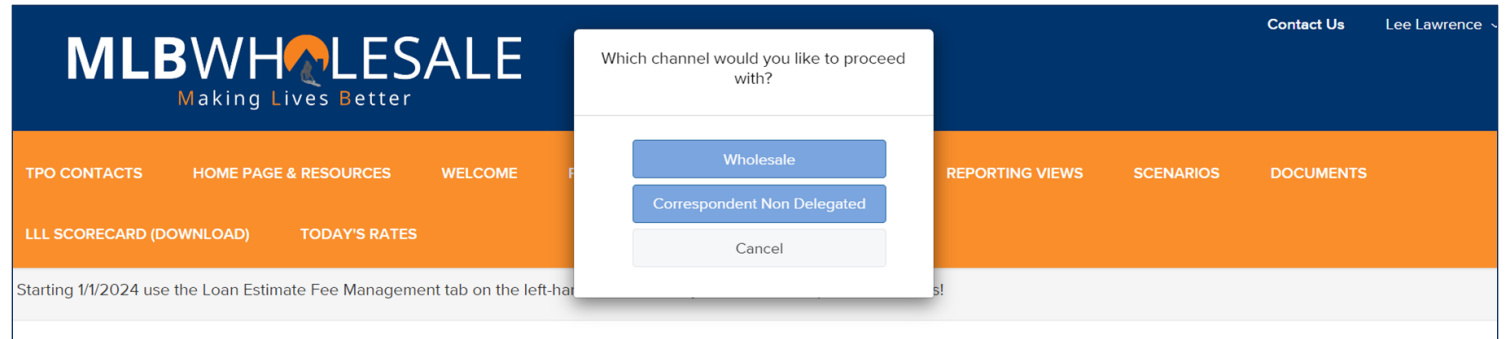 Contact Us Lee Lawrence
MLBWHOLESALE
Making Lives Better
Which channel would you like to proceed
with?
Wholesale
Correspondent Non Delegated
Cancel
TPO CONTACTS HOME PAGE & RESOURCES WELCOME REPORTING VIEWS SCENARIOS DOCUMENTS
LLL SCORECARD (DOWNLOAD) TODAY'S RATES
Starting 1/1/2024 use the Loan Estimate Fee Management tab on the